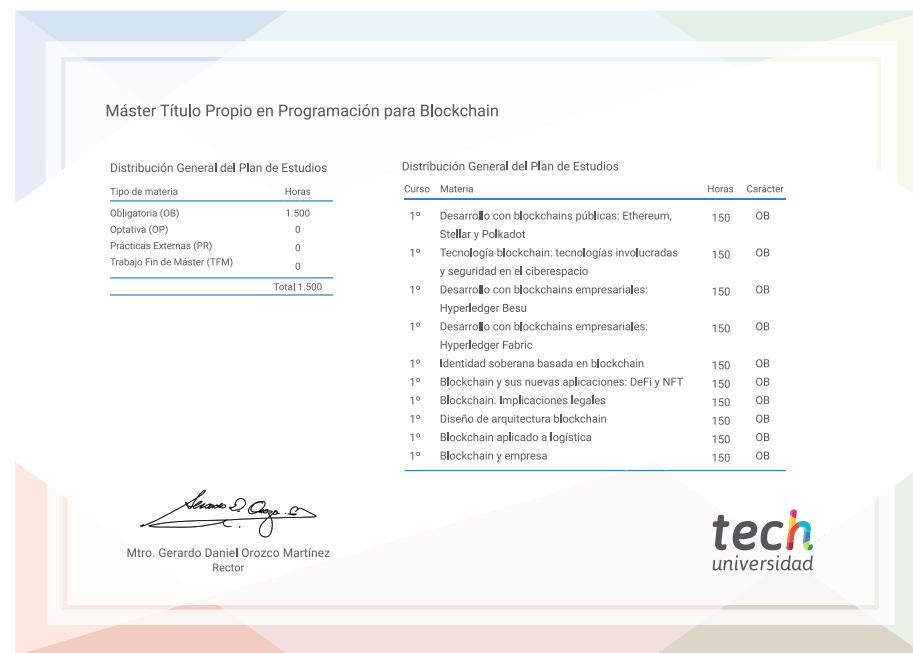 Máster Título Propio en Programación para Blockchain
Distribución General del Plan de Estudios
Tipo de materia Horas
Obligatoria (OB) 1.500
Optativa (OP) 0
Prácticas Externas (PR) 0
Trabajo Fin de Máster (TFM) 0
Total 1.500
Distribución General del Plan de Estudios
Curso Materia Horas Carácter
1º Desarrollo con blockchains públicas: Ethereum, 150 OB
Stellar y Polkadot
1º Tecnología blockchain: tecnologías involucradas 150 OB
y seguridad en el ciberespacio
1º Desarrollo con blockchains empresariales: 150 OB
Hyperledger Besu
1º Desarrollo con blockchains empresariales: 150 OB
Hyperledger Fabric
1º Identidad soberana basada en blockchain 150 OB
1º Blockchain y sus nuevas aplicaciones: DeFi y NFT 150 OB
1º Blockchain. Implicaciones legales 150 OB
1º Diseño de arquitectura blockchain 150 OB
1º Blockchain aplicado a logística 150 OB
1º Blockchain y empresa 150 OB
Mtro. Gerardo Daniel Orozco Martínez
Rector
tech
universidad